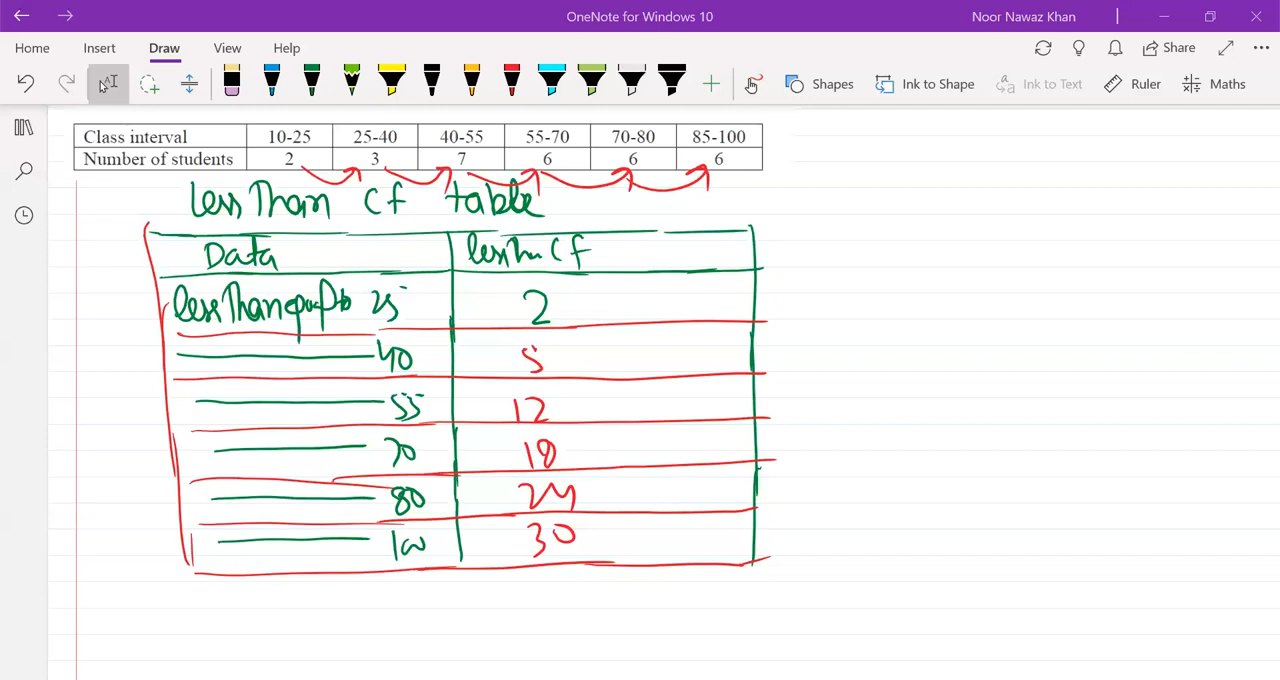 OneNote for Windows 10
Noor Nawaz Khan
Home Insert Draw View Help
Share
Shapes Ink to Shape Ink to Text Ruler Maths
Class interval 10-25 25-40 40-55 55-70 70-80 85-100
Number of students 2 3 7 6 6 6
less Than Cf table
Data less than Cf
less Than 25 2
40 5
55 12
70 18
80 24
100 30